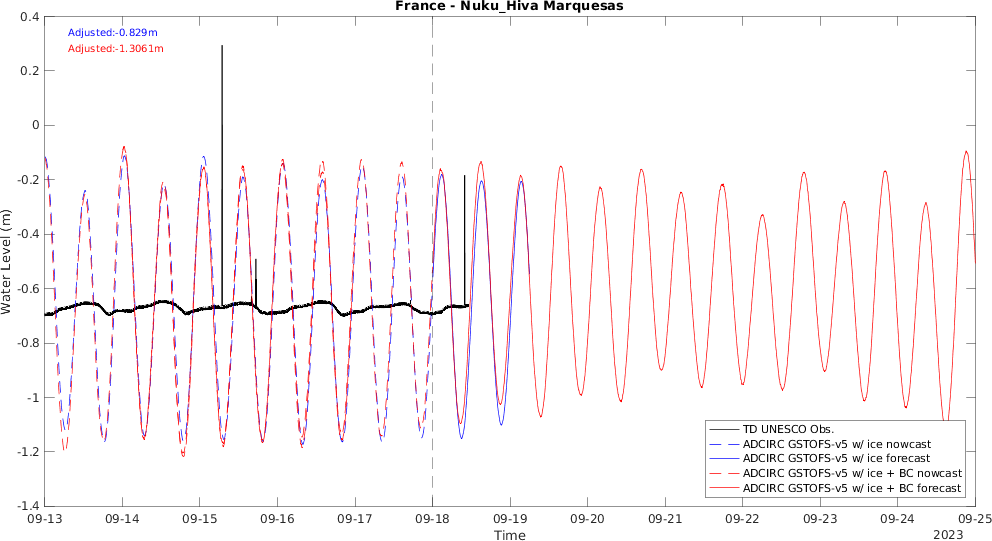 France - Nuku_Hiva Marquesas
Adjusted:-0.829m
Adjusted:-1.3061m
0.4
0.2
0
-0.2
-0.4
-0.6
-0.8
-1
-1.2
-1.4
Water Level (m)
TD UNESCO Obs.
ADCIRC GSTOFS-v5 w/ ice nowcast
ADCIRC GSTOFS-v5 w/ ice forecast
ADCIRC GSTOFS-v5 w/ ice + BC nowcast
ADCIRC GSTOFS-v5 w/ ice + BC forecast
09-13 09-14 09-15 09-16 09-17 09-18 09-19 09-20 09-21 09-22 09-23 09-24 09-25
Time
2023